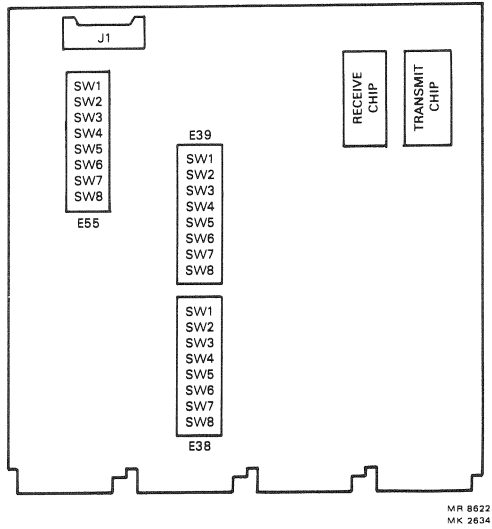 J1
SW1
SW2
SW3
SW4
SW5
SW6
SW7
SW8
E55
E39
SW1
SW2
SW3
SW4
SW5
SW6
SW7
SW8
SW1
SW2
SW3
SW4
SW5
SW6
SW7
SW8
E38
RECEIVE
CHIP
TRANSMIT
CHIP
MR 8622
MK 2634